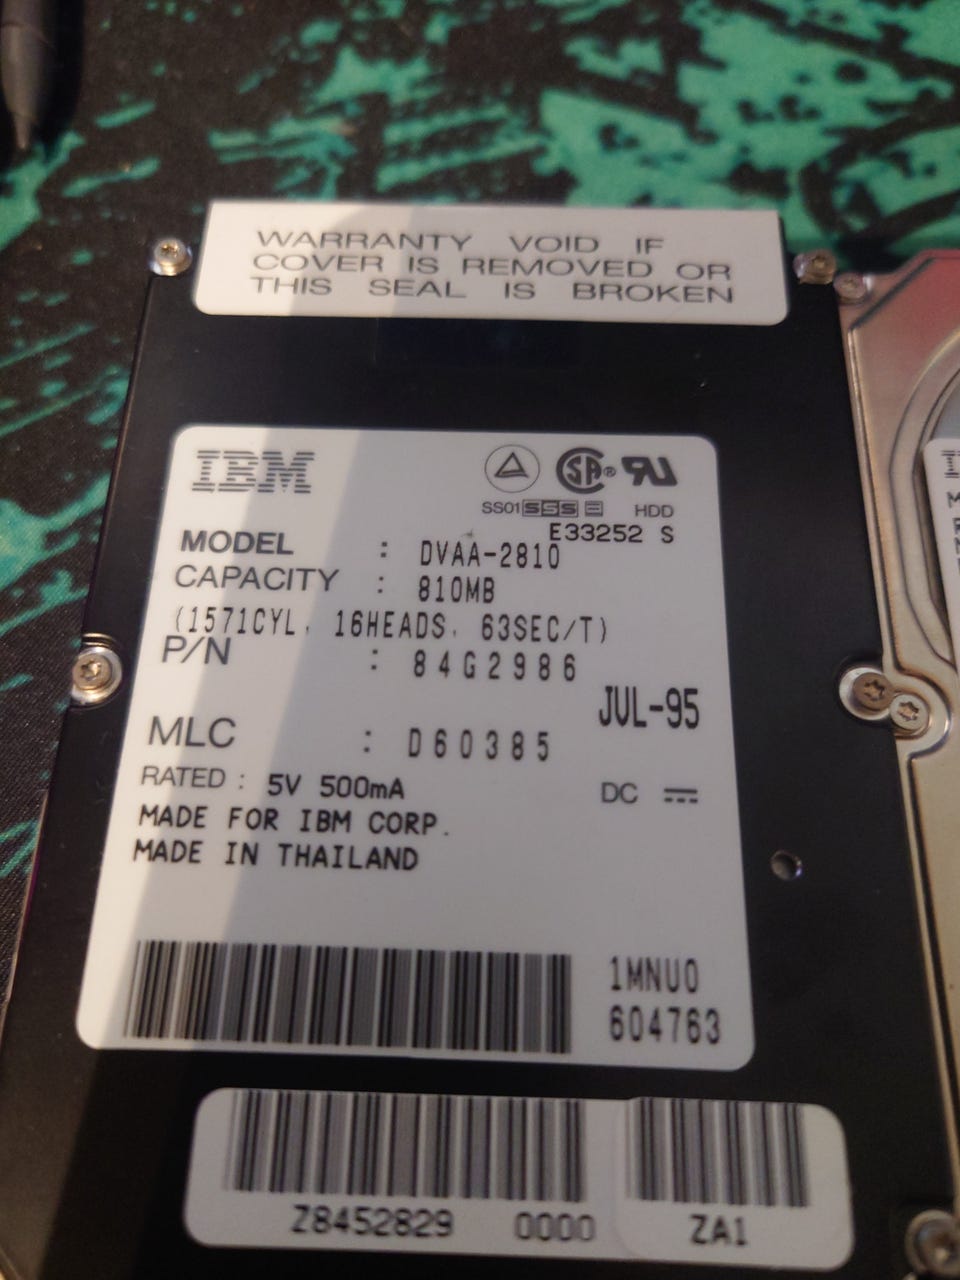 WARRANTY VOID IF
COVER IS REMOVED OR
THIS SEAL IS BROKEN
IBM
SA ®
SS01 SSS HDD
E33252 S
MODEL : DVAA-2810
CAPACITY : 810MB
(1571CYL, 16HEADS, 63SEC/T)
P/N : 84G2986
JUL-95
MLC : D60385
RATED : 5V 500mA DC
MADE FOR IBM CORP.
MADE IN THAILAND
1MNU0
604763
Z8452829 0000 ZA1